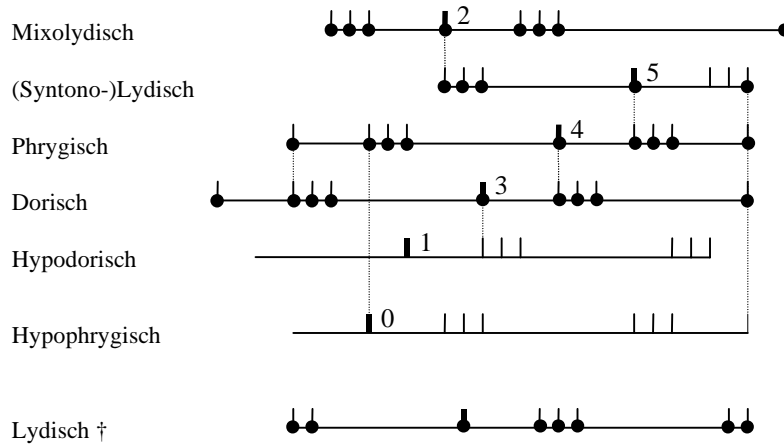 Mixolydisch 2
(Syntono-)Lydisch 5
Phrygisch 4
Dorisch 3
Hypodorisch 1
Hypophrygisch 0
Lydisch †